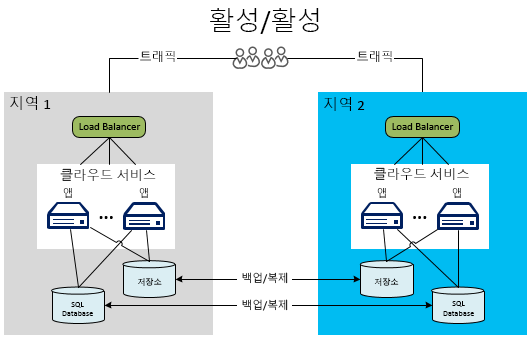 활성/활성
트래픽
트래픽
지역 1
지역 2
Load Balancer
Load Balancer
클라우드 서비스
클라우드 서비스
앱
앱
앱
앱
...
...
저장소
백업/복제
저장소
SQL
Database
백업/복제
SQL
Database